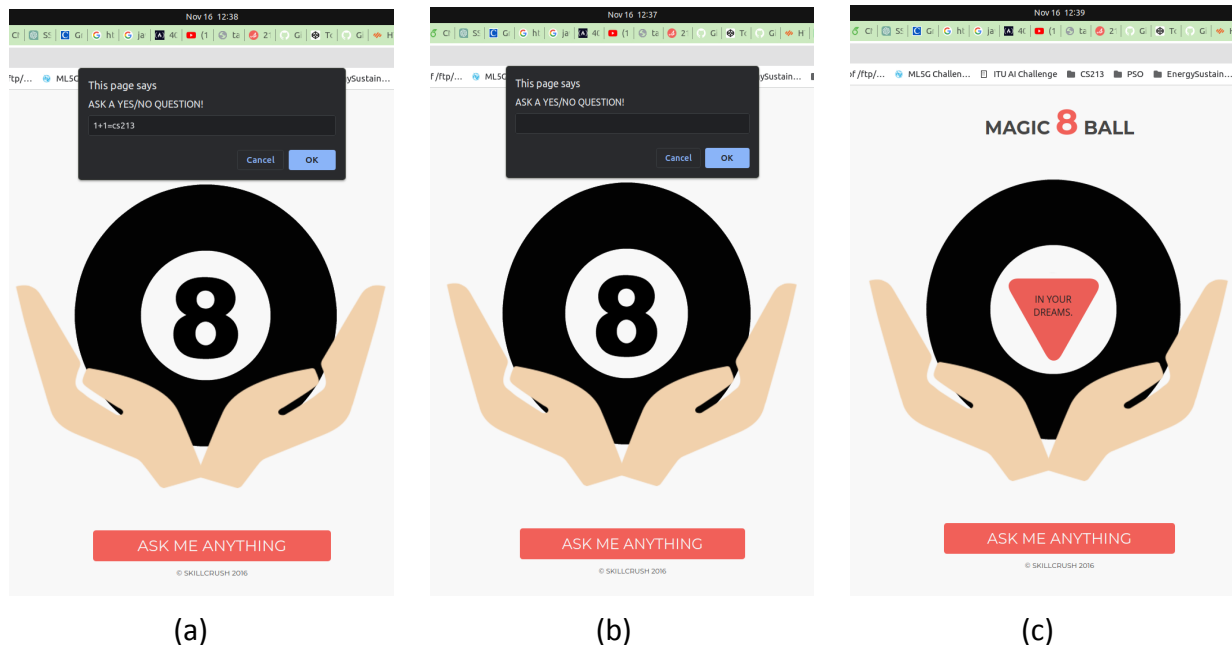 Nov 16 12:38
This page says
ASK A YES/NO QUESTION!
1+1=cs213
Cancel OK
8
ASK ME ANYTHING
© SKILLCRUSH 2016
(a)
Nov 16 12:37
This page says
ASK A YES/NO QUESTION!
Cancel OK
8
ASK ME ANYTHING
© SKILLCRUSH 2016
(b)
Nov 16 12:39
ML5G Challen... ITU AI Challenge CS213 PSO EnergySustain...
MAGIC 8 BALL
IN YOUR
DREAMS.
ASK ME ANYTHING
© SKILLCRUSH 2016
(c)